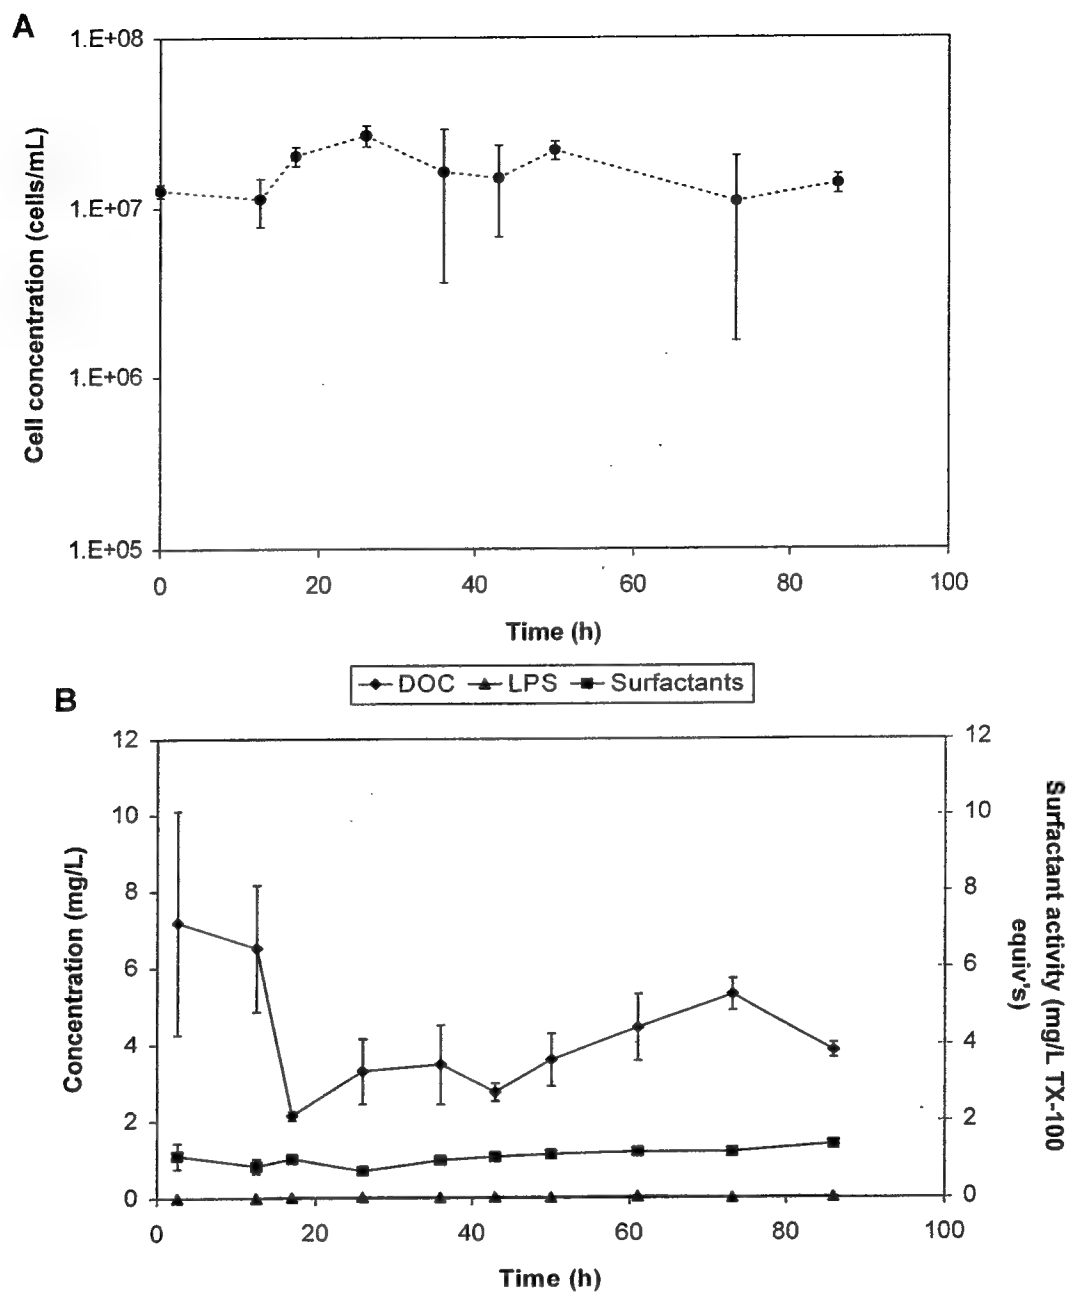 A
1.E+08
1.E+07
1.E+06
1.E+05
Cell concentration (cells/mL)
0 20 40 60 80 100
Time (h)
DOC LPS Surfactants
B
12 12
10 10
8 8
6 6
4 4
2 2
0 0
Concentration (mg/L)
Surfactant activity (mg/L TX-100
equiv's)
0 20 40 60 80 100
Time (h)